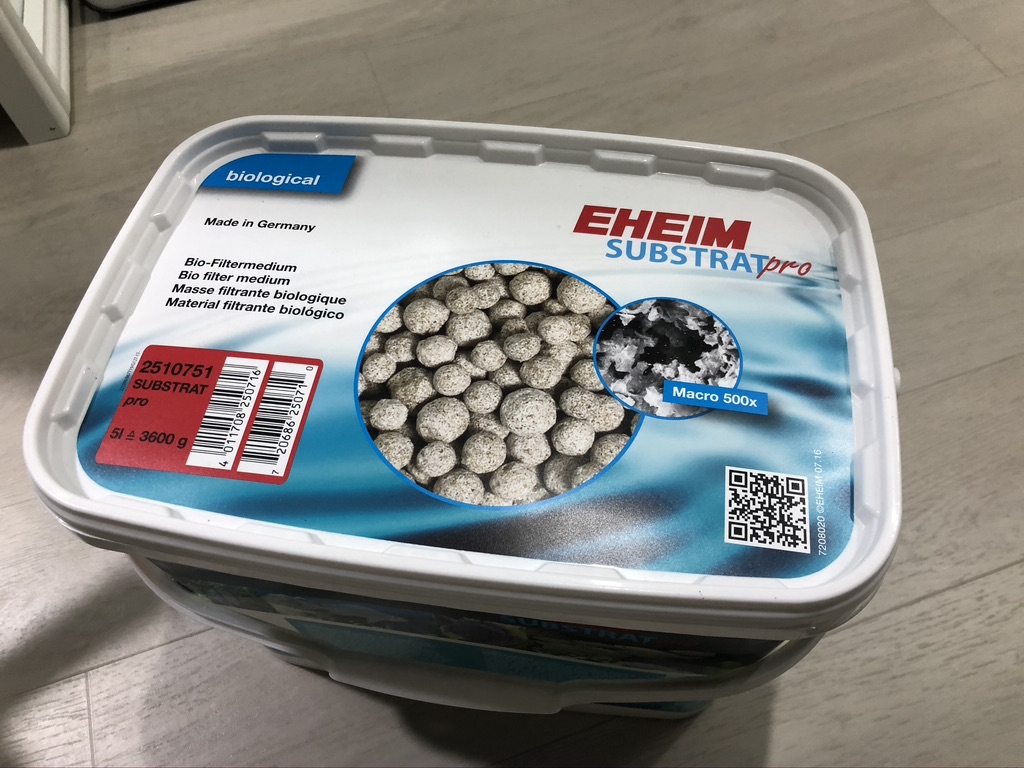 biological
Made in Germany
Bio-Filtermedium
Bio filter medium
Masse filtrante biologique
Material filtrante biológico
EHEIM
SUBSTRATpro
Macro 500x
2510751
SUBSTRAT
pro
5l ≙ 3600 g
4 011708 250716
7 20686 25071 0
7208020 ©EHEIM 07.16
SUBSTRAT